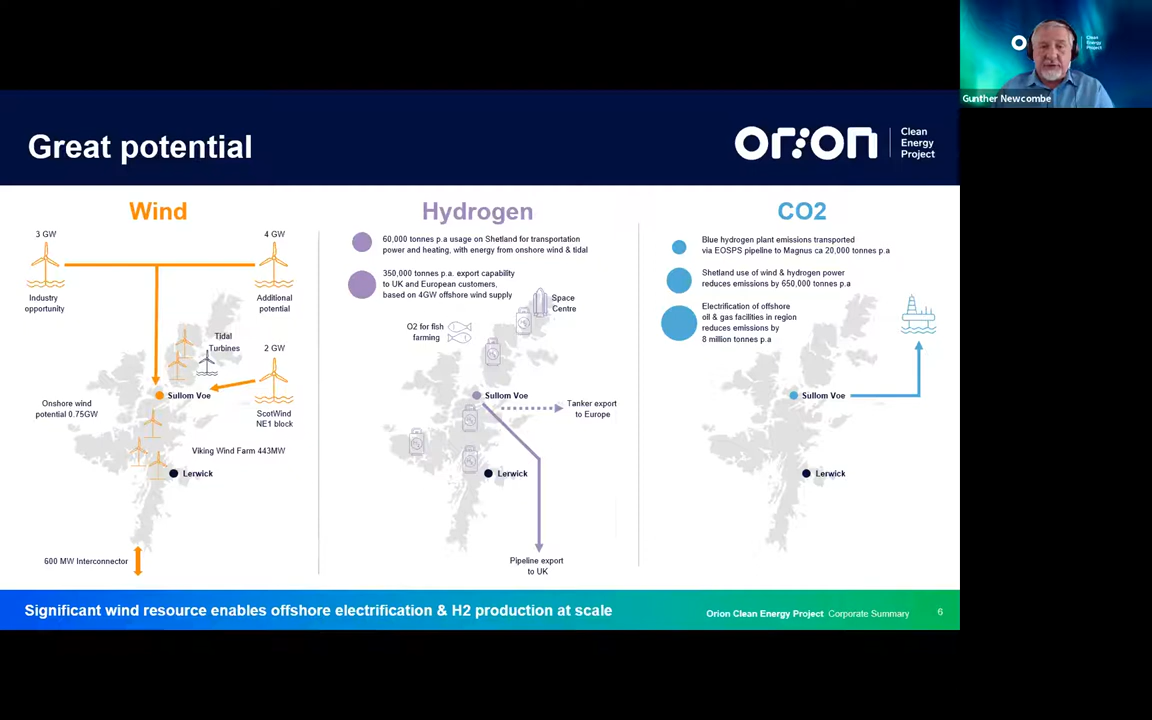 Great potential
orion
Clean
Energy
Project
Clean
Energy
Project
Gunther Newcombe
Wind
3 GW
4 GW
Industry
opportunity
Additional
potential
Tidal
Turbines
2 GW
Sullom Voe
Onshore wind
potential 0.75GW
ScotWind
NE1 block
Viking Wind Farm 443MW
Lerwick
600 MW Interconnector
Hydrogen
60,000 tonnes p.a usage on Shetland for transportation
power and heating, with energy from onshore wind & tidal
350,000 tonnes p.a. export capability
to UK and European customers,
based on 4GW offshore wind supply
Space
Centre
O2 for fish
farming
Sullom Voe
Tanker export
to Europe
Lerwick
Pipeline export
to UK
CO2
Blue hydrogen plant emissions transported
via EOSPS pipeline to Magnus ca 20,000 tonnes p.a
Shetland use of wind & hydrogen power
reduces emissions by 650,000 tonnes p.a
Electrification of offshore
oil & gas facilities in region
reduces emissions by
8 million tonnes p.a
Sullom Voe
Lerwick
Significant wind resource enables offshore electrification & H2 production at scale
Orion Clean Energy Project Corporate Summary
6